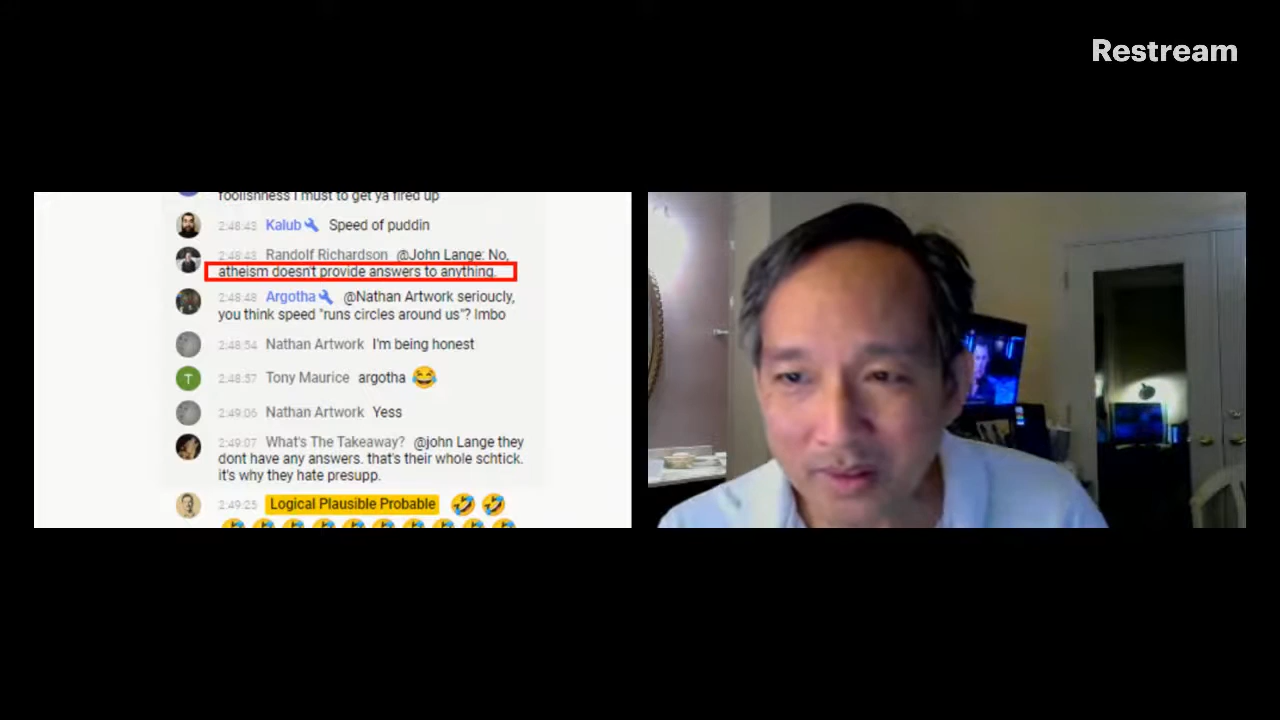 Restream
foolishness I must to get ya fired up
2:48:43 Kalub Speed of puddin
2:48:43 Randolf Richardson @John Lange: No,
atheism doesn't provide answers to anything.
2:48:48 Argotha @Nathan Artwork seriously,
you think speed "runs circles around us"? lmbo
2:48:54 Nathan Artwork I'm being honest
T 2:48:57 Tony Maurice argotha 😂
2:49:06 Nathan Artwork Yess
2:49:07 What's The Takeaway? @john Lange they
dont have any answers. that's their whole schtick.
it's why they hate presupp.
2:49:25 Logical Plausible Probable 🤣 🤣